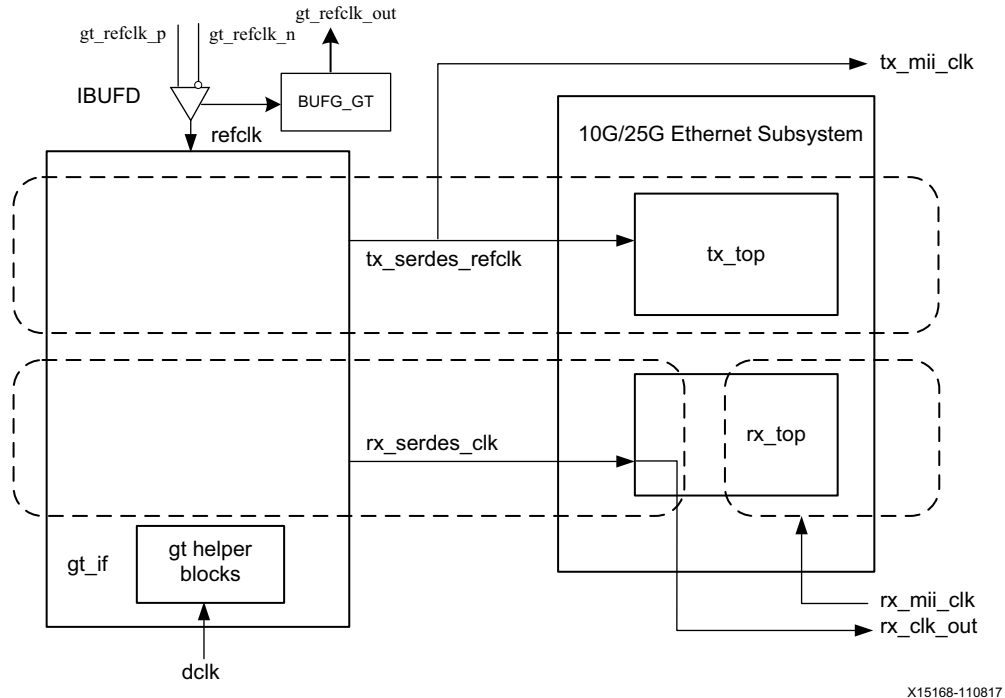 gt_refclk_out
gt_refclk_p
gt_refclk_n
tx_mii_clk
IBUFD
BUFG_GT
refclk
10G/25G Ethernet Subsystem
tx_serdes_refclk
tx_top
rx_serdes_clk
rx_top
gt_if
gt helper
blocks
rx_mii_clk
rx_clk_out
dclk
X15168-110817